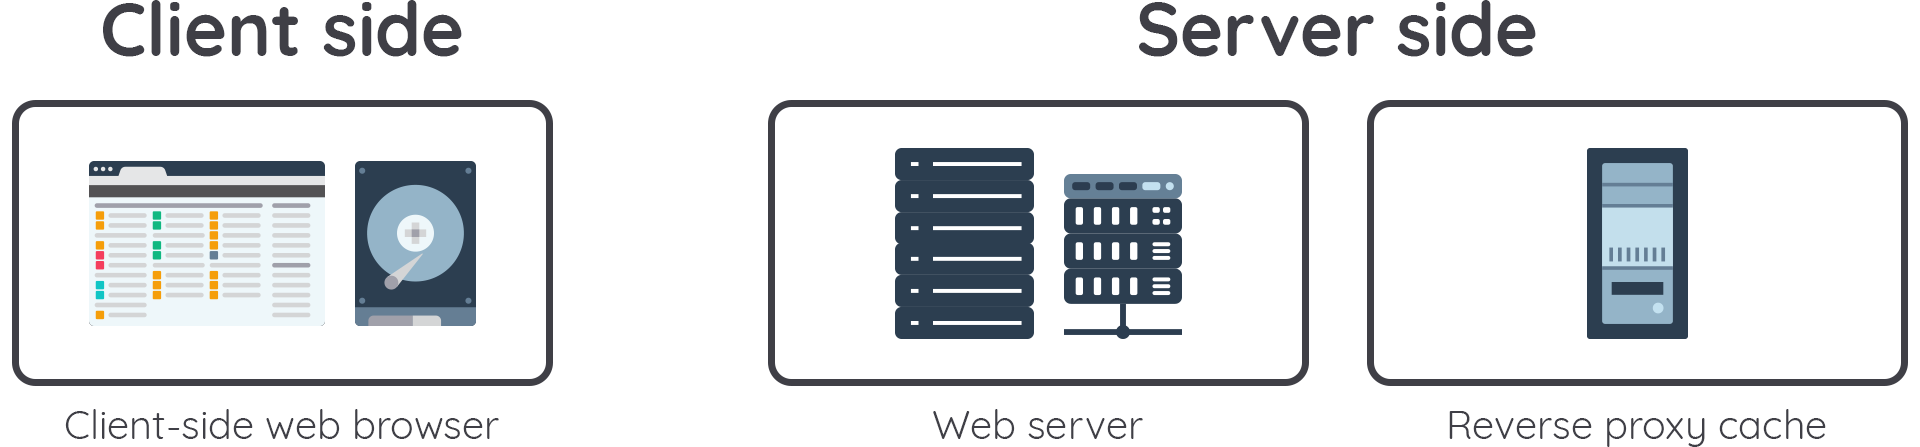 Client side
Server side
Client-side web browser
Web server
Reverse proxy cache